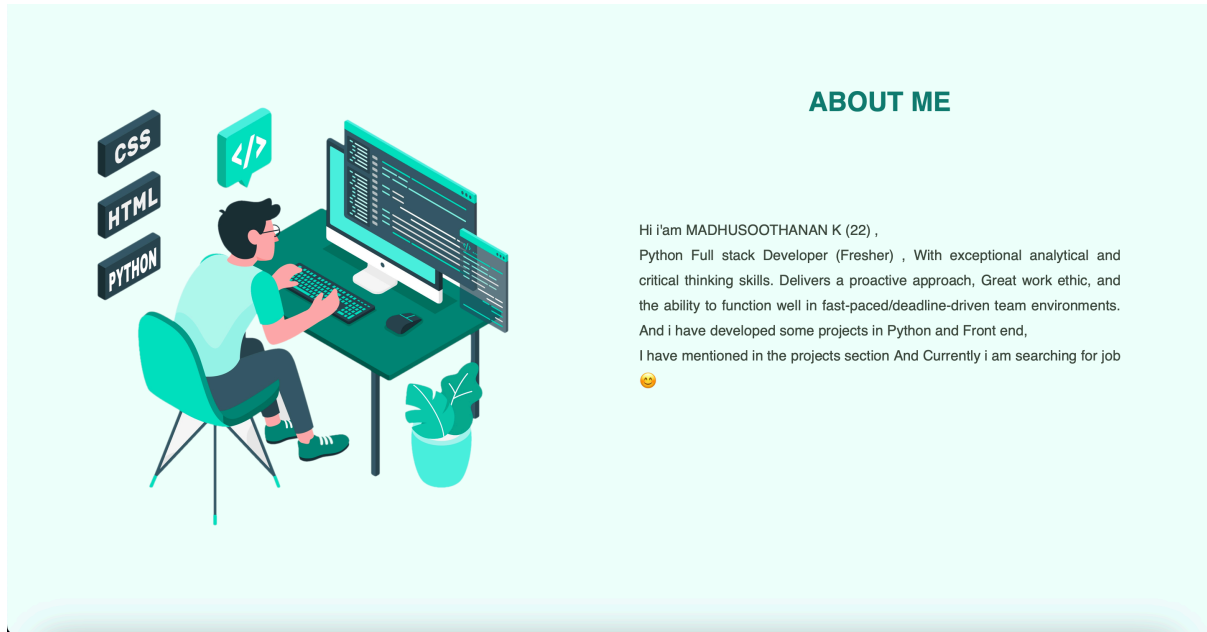 ABOUT ME
CSS
</>
HTML
PYTHON
Hi i'am MADHUSOOTHANAN K (22) ,
Python Full stack Developer (Fresher) , With exceptional analytical and
critical thinking skills. Delivers a proactive approach, Great work ethic, and
the ability to function well in fast-paced/deadline-driven team environments.
And i have developed some projects in Python and Front end,
I have mentioned in the projects section And Currently i am searching for job
😊